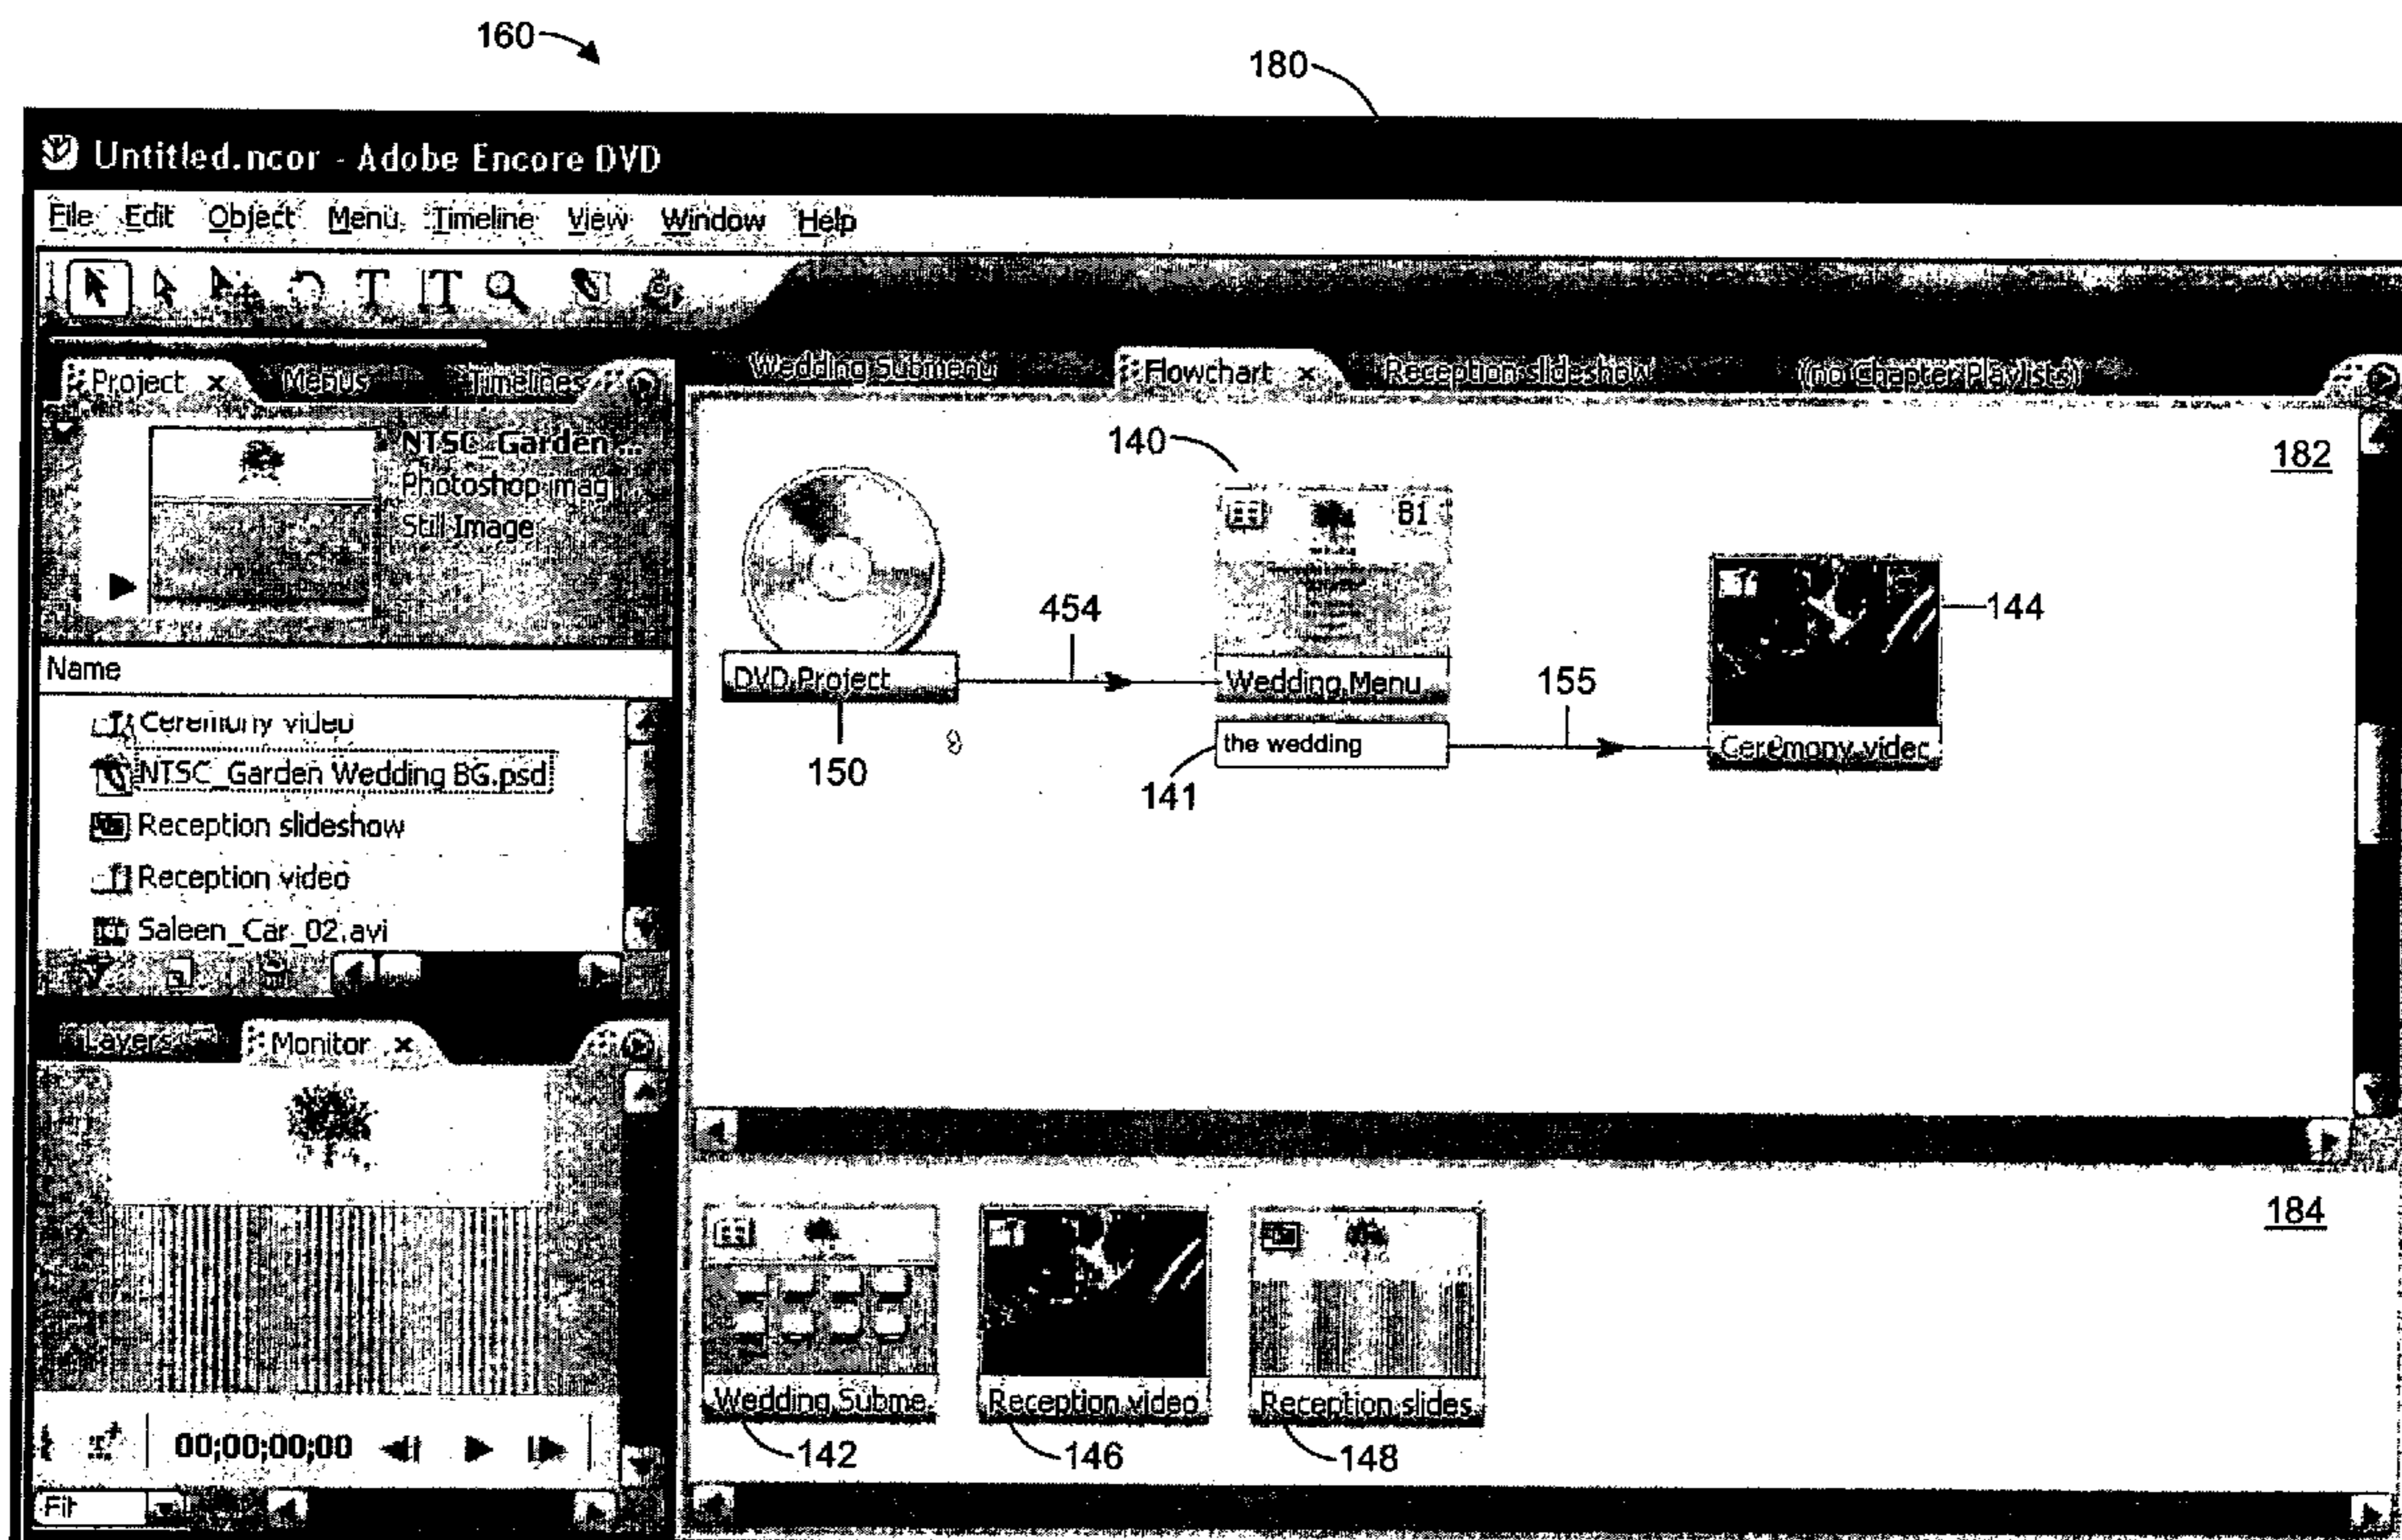 160
180
Untitled.ncor - Adobe Encore DVD
File Edit Object Menu Timeline View Window Help
Project x Menus Timelines
Wedding Submenu Flowchart x Reception slideshow (no Chapter Playlists)
NTSC_Garden ...
Photoshop imag
Still Image
140
182
B1
454
144
Name
DVD Project
Wedding Menu
155
Ceremony video
the wedding
Ceremony videc
150
141
NTSC_Garden Wedding BG.psd
Reception slideshow
Reception video
Saleen_Car_02.avi
Layers Monitor x
184
Wedding Subme
Reception video
Reception slides
142
146
148
00;00;00;00
Fit